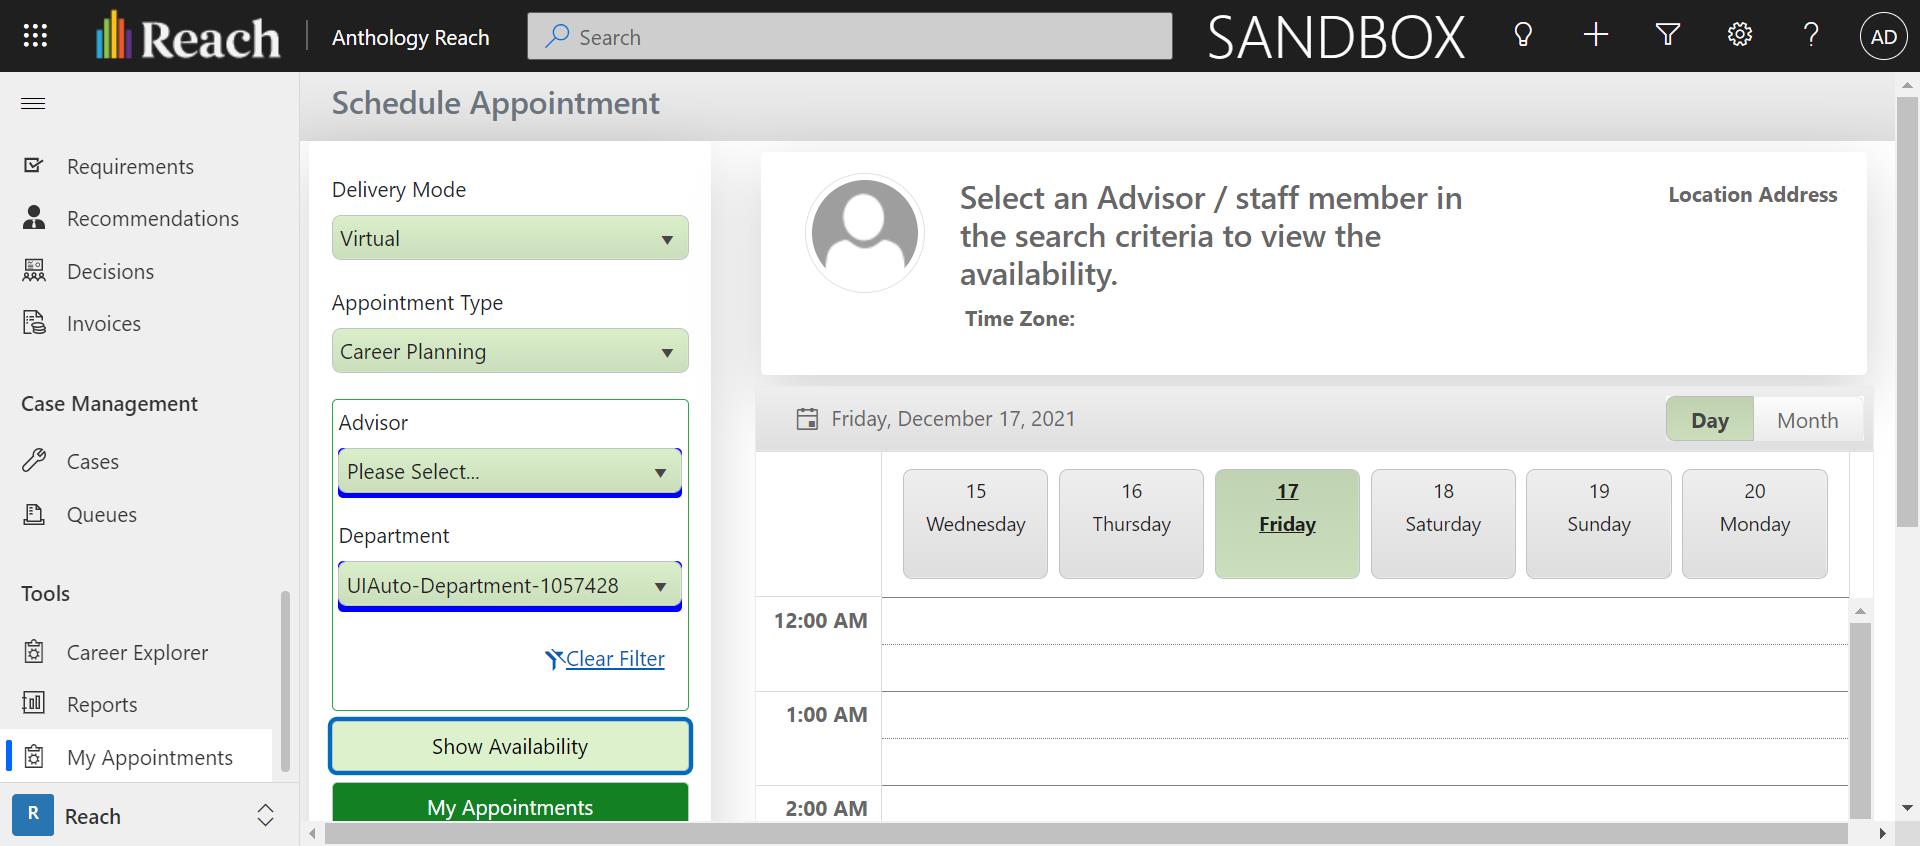 Reach
Anthology Reach
Search
SANDBOX
AD
Requirements
Recommendations
Decisions
Invoices
Case Management
Cases
Queues
Tools
Career Explorer
Reports
My Appointments
R
Reach
Schedule Appointment
Delivery Mode
Virtual
Appointment Type
Career Planning
Advisor
Please Select...
Department
UIAuto-Department-1057428
Clear Filter
Show Availability
My Appointments
Select an Advisor / staff member in
the search criteria to view the
availability.
Time Zone:
Location Address
Friday, December 17, 2021
Day
Month
15
Wednesday
16
Thursday
17
Friday
18
Saturday
19
Sunday
20
Monday
12:00 AM
1:00 AM
2:00 AM